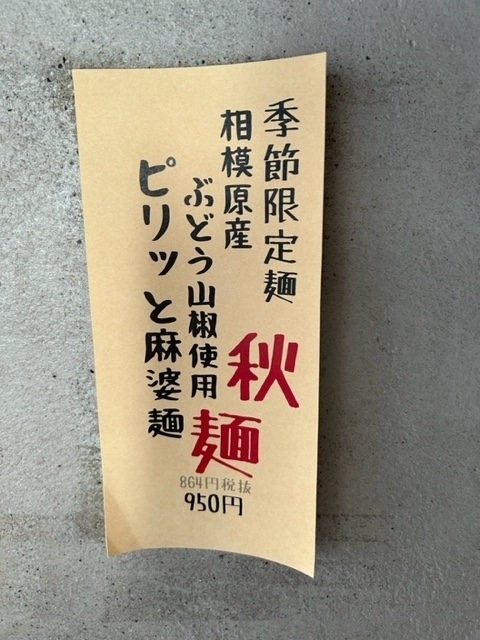 季節限定麺
秋麺
相模原産
ぶどう山椒使用
ピリッと麻婆麺
864円税抜
950円